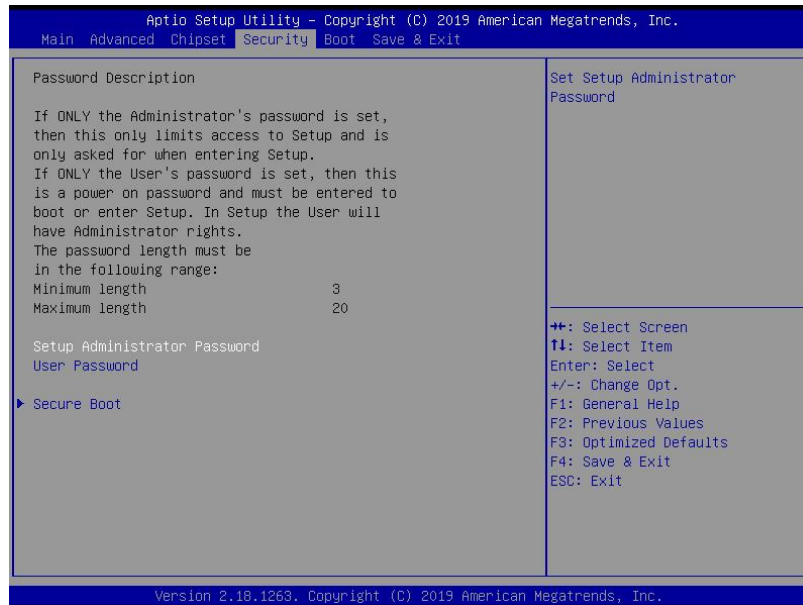 Aptio Setup Utility – Copyright (C) 2019 American Megatrends, Inc.
Main Advanced Chipset Security Boot Save & Exit
Password Description
If ONLY the Administrator's password is set,
then this only limits access to Setup and is
only asked for when entering Setup.
If ONLY the User's password is set, then this
is a power on password and must be entered to
boot or enter Setup. In Setup the User will
have Administrator rights.
The password length must be
in the following range:
Minimum length 3
Maximum length 20
Setup Administrator Password
User Password
▶ Secure Boot
Set Setup Administrator
Password
→←: Select Screen
↑↓: Select Item
Enter: Select
+/-: Change Opt.
F1: General Help
F2: Previous Values
F3: Optimized Defaults
F4: Save & Exit
ESC: Exit
Version 2.18.1263. Copyright (C) 2019 American Megatrends, Inc.